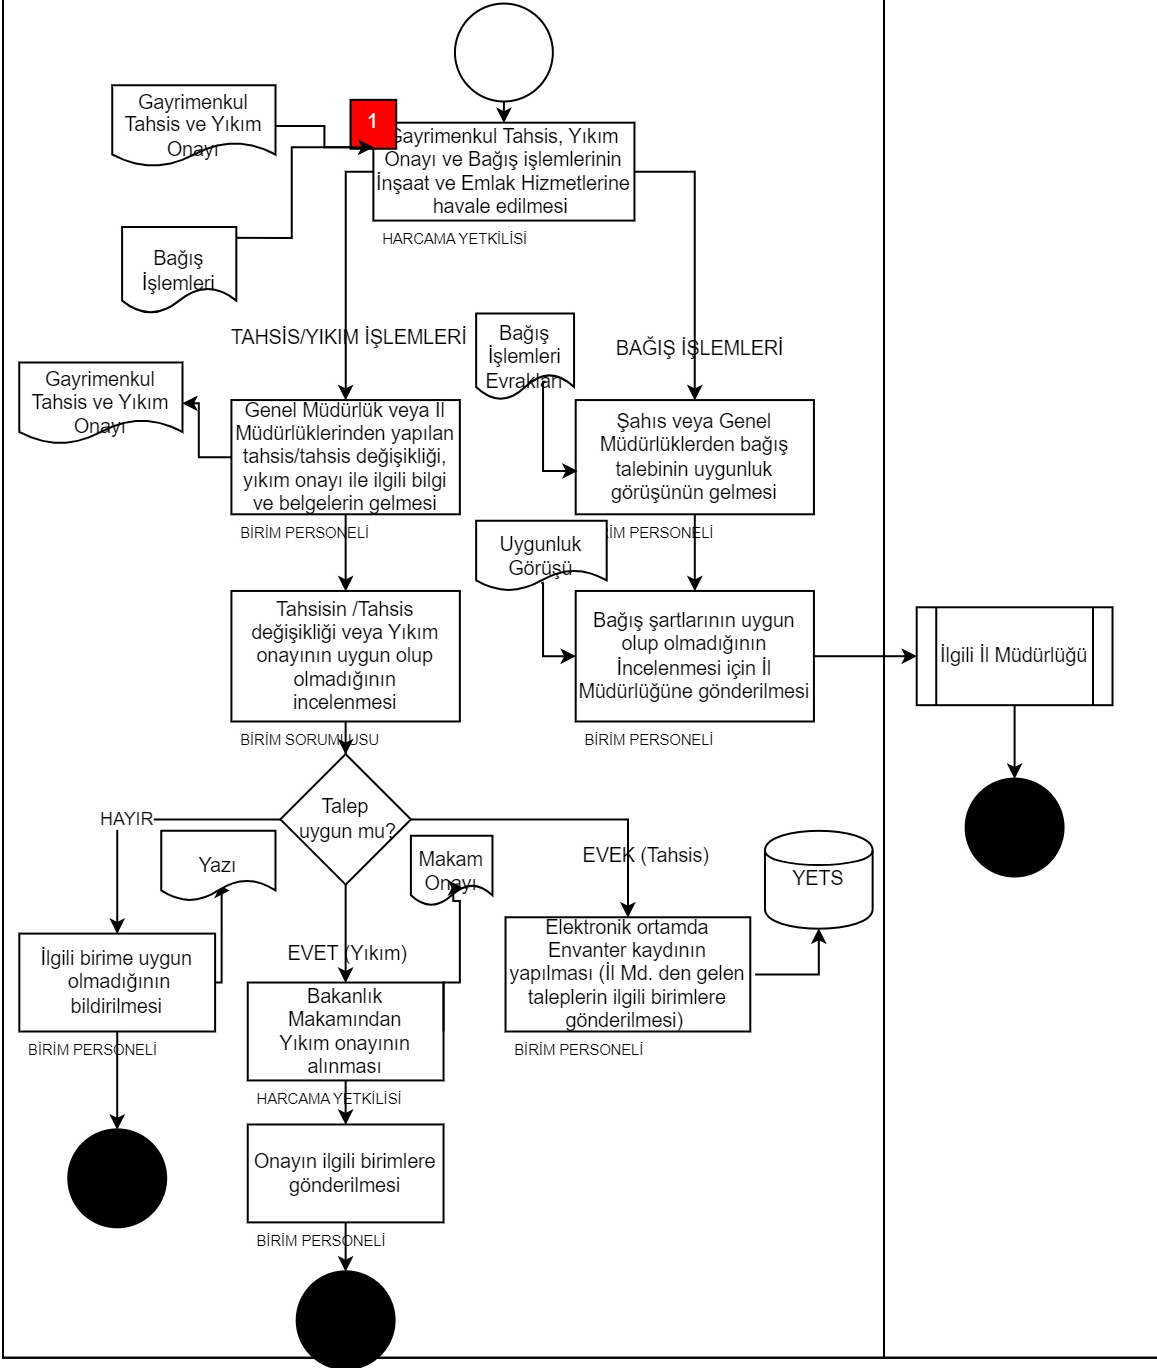 Gayrimenkul
Tahsis ve Yıkım
Onayı
1
Gayrimenkul Tahsis, Yıkım
Onayı ve Bağış işlemlerinin
İnşaat ve Emlak Hizmetlerine
havale edilmesi
HARCAMA YETKİLİSİ
Bağış
İşlemleri
TAHSİS/YIKIM İŞLEMLERİ
Bağış
İşlemleri
Evrakları
BAĞIŞ İŞLEMLERİ
Gayrimenkul
Tahsis ve Yıkım
Onayı
Genel Müdürlük veya İl
Müdürlüklerinden yapılan
tahsis/tahsis değişikliği,
yıkım onayı ile ilgili bilgi
ve belgelerin gelmesi
BİRİM PERSONELİ
Şahıs veya Genel
Müdürlüklerden bağış
talebinin uygunluk
görüşünün gelmesi
BİRİM PERSONELİ
Uygunluk
Görüşü
Tahsisin /Tahsis
değişikliği veya Yıkım
onayının uygun olup
olmadığının
incelenmesi
BİRİM SORUMLUSU
Bağış şartlarının uygun
olup olmadığının
İncelenmesi için İl
Müdürlüğüne gönderilmesi
BİRİM PERSONELİ
İlgili İl Müdürlüğü
Talep
uygun mu?
HAYIR
Yazı
Makam
Onayı
EVEK (Tahsis)
YETS
EVET (Yıkım)
İlgili birime uygun
olmadığının
bildirilmesi
BİRİM PERSONELİ
Bakanlık
Makamından
Yıkım onayının
alınması
HARCAMA YETKİLİSİ
Elektronik ortamda
Envanter kaydının
yapılması (İl Md. den gelen
taleplerin ilgili birimlere
gönderilmesi)
BİRİM PERSONELİ
Onayın ilgili birimlere
gönderilmesi
BİRİM PERSONELİ